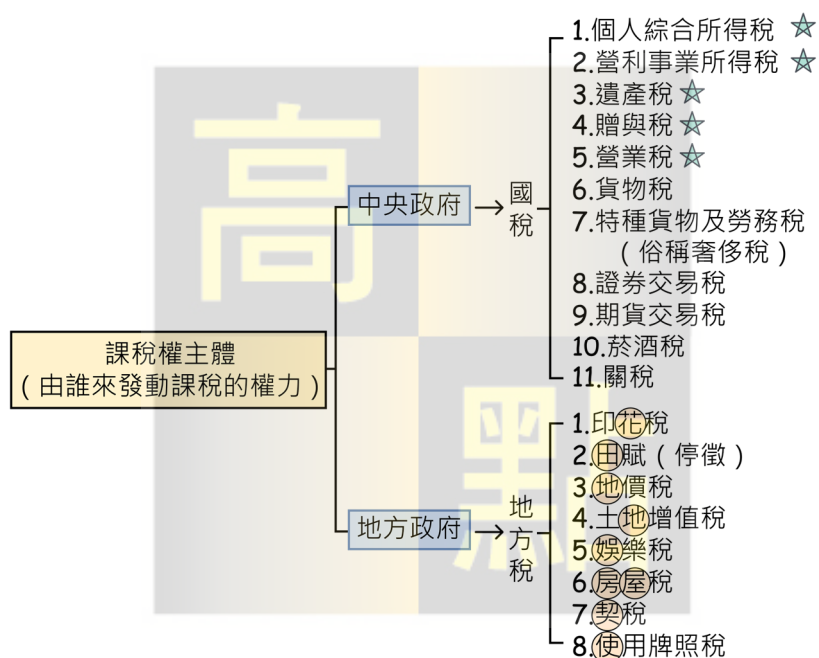 1.個人綜合所得稅
2.營利事業所得稅
3.遺產稅
4.贈與稅
5.營業稅
6.貨物稅
7.特種貨物及勞務稅
(俗稱奢侈稅)
8.證券交易稅
9.期貨交易稅
10.菸酒稅
11.關稅
國稅
中央政府
課稅權主體
(由誰來發動課稅的權力)
地方政府
地方稅
1.印花稅
2.田賦(停徵)
3.地價稅
4.土地增值稅
5.娛樂稅
6.房屋稅
7.契稅
8.使用牌照稅
高
點